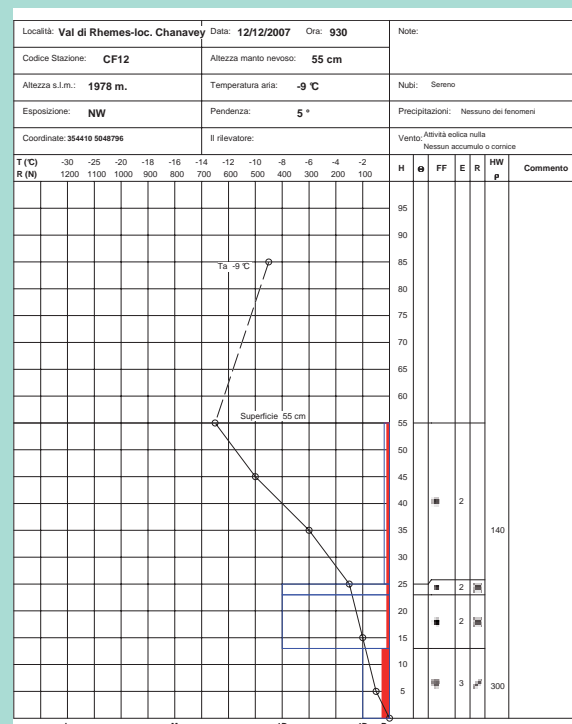 Località: Val di Rhemes-loc. Chanavey Data: 12/12/2007 Ora: 930 Note:
Codice Stazione: CF12 Altezza manto nevoso: 55 cm
Altezza s.l.m.: 1978 m. Temperatura aria: -9 °C Nubi: Sereno
Esposizione: NW Pendenza: 5 ° Precipitazioni: Nessuno dei fenomeni
Coordinate: 354410 5048796 Il rilevatore: Vento: Attività eolica nulla
Nessun accumulo o cornice
T (°C) -30 -25 -20 -18 -16 -14 -12 -10 -8 -6 -4 -2 H Θ FF E R HW Commento
R (N) 1200 1100 1000 900 800 700 600 500 400 300 200 100 ρ
95
90
Ta -9 °C 85
80
75
70
65
60
Superficie 55 cm 55
50
45
40 2
35 140
30
25 2
20
15 2
10
5 3 300